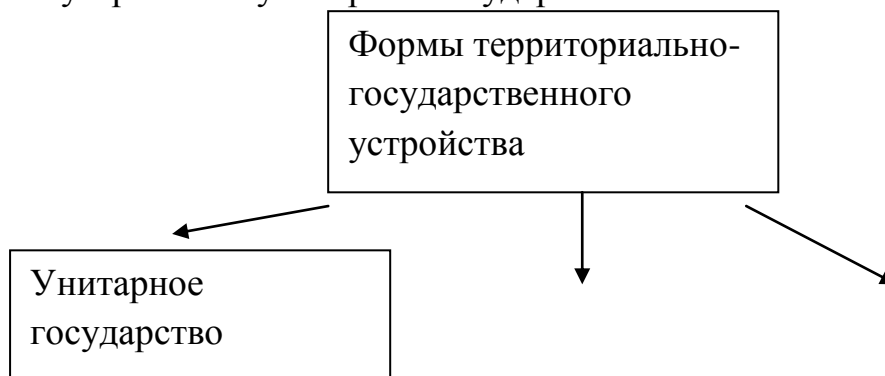 Формы территориально-
государственного
устройства
Унитарное
государство